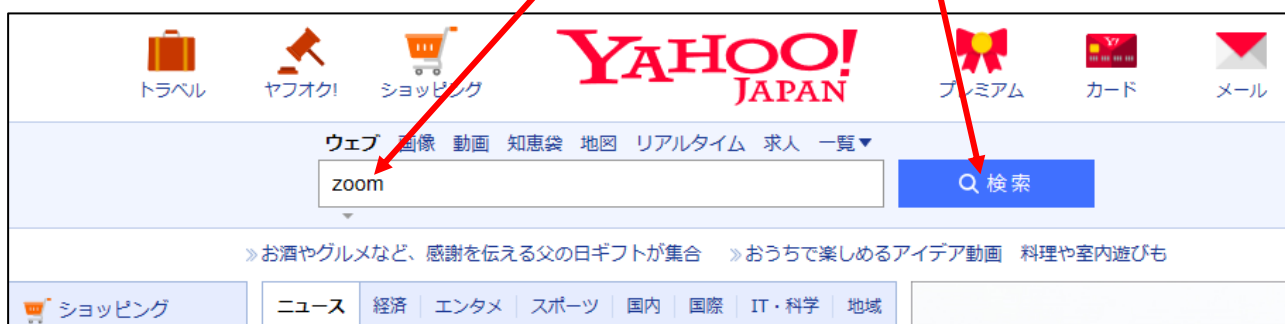 YAHOO!
JAPAN
トラベル ヤフオク! ショッピング プレミアム カード メール
ウェブ 画像 動画 知恵袋 地図 リアルタイム 求人 一覧▼
zoom 検索
»お酒やグルメなど、感謝を伝える父の日ギフトが集合 »おうちで楽しめるアイデア動画 料理や室内遊びも
ショッピング ニュース 経済 エンタメ スポーツ 国内 国際 IT・科学 地域